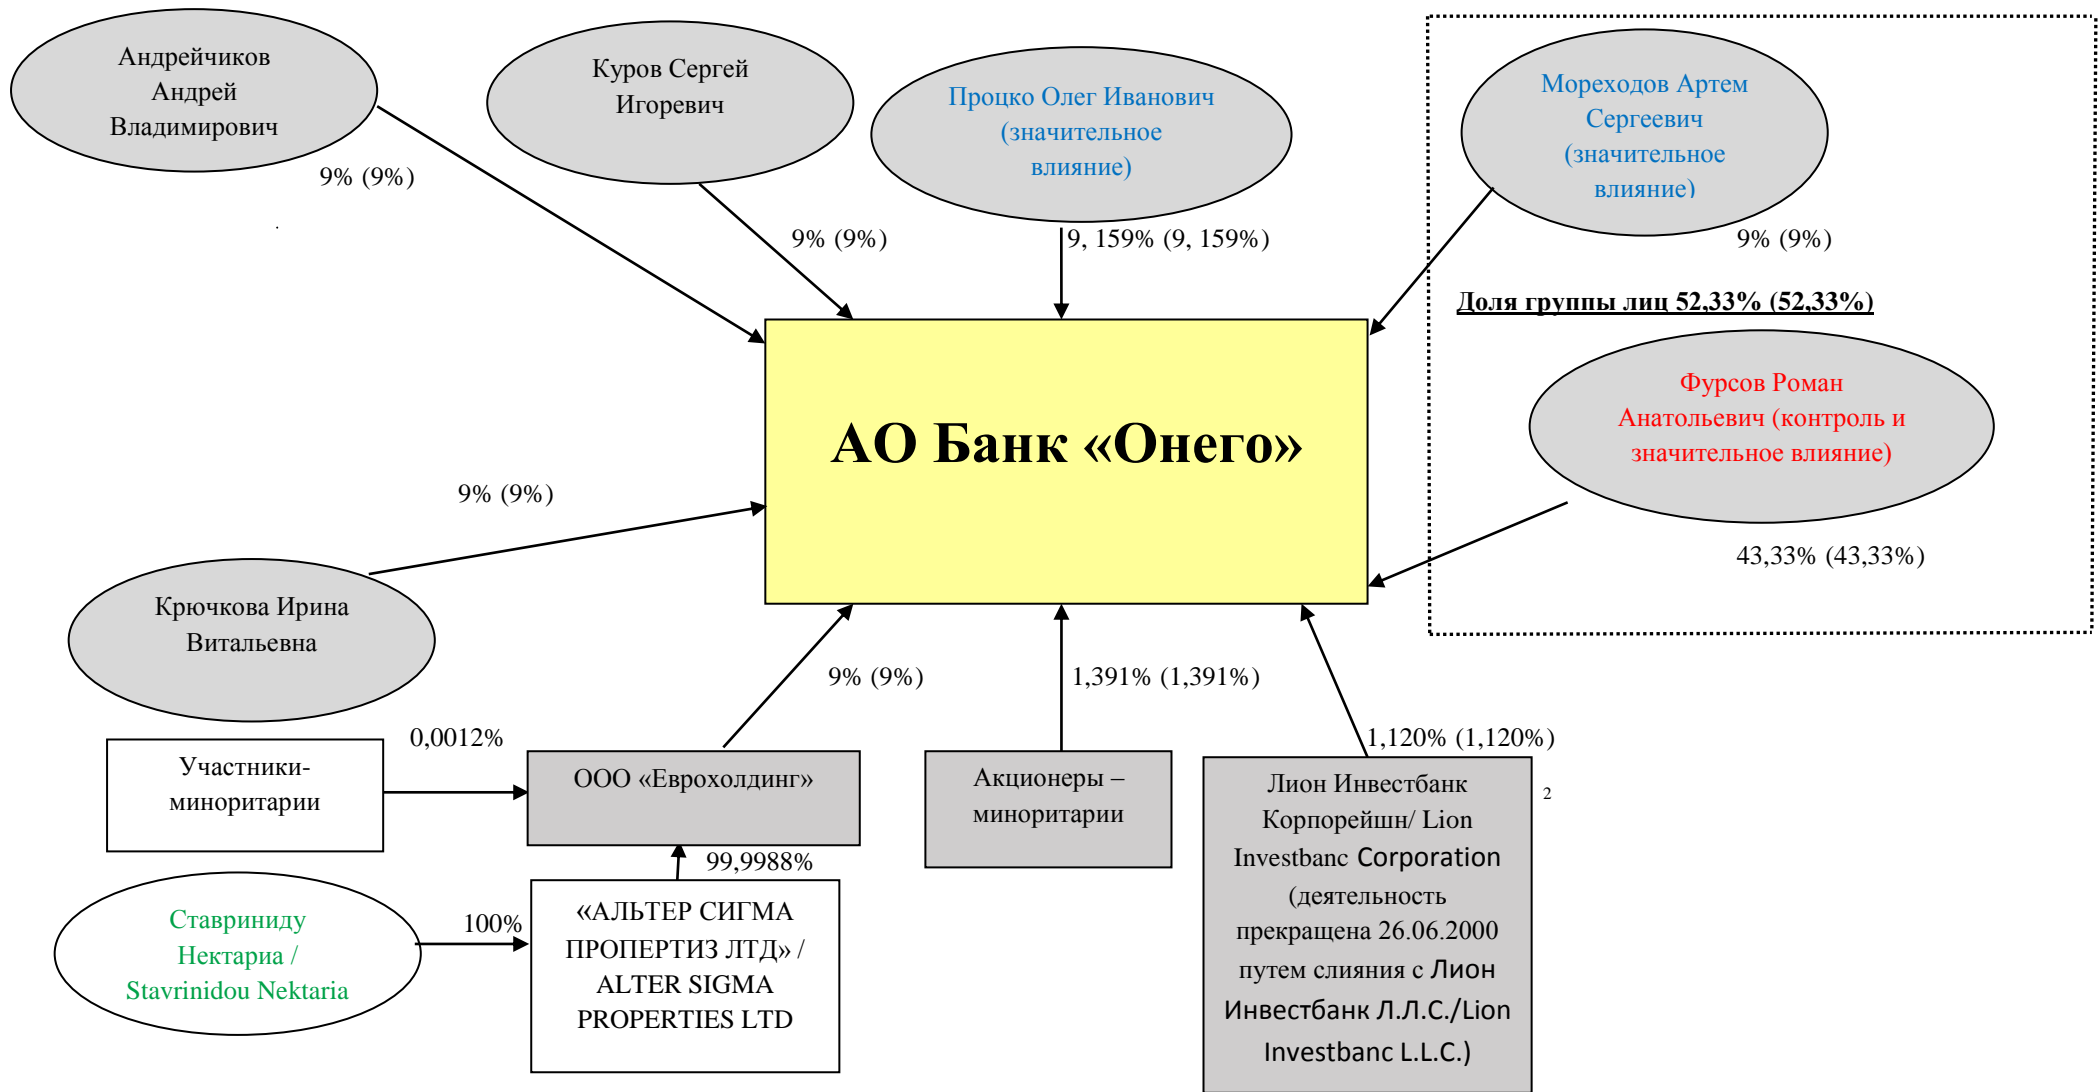 Андрейчиков
Андрей
Владимирович
9% (9%)
Куров Сергей
Игоревич
9% (9%)
Процко Олег Иванович
(значительное
влияние)
9, 159% (9, 159%)
Мореходов Артем
Сергеевич
(значительное
влияние)
9% (9%)
Доля группы лиц 52,33% (52,33%)
Фурсов Роман
Анатольевич (контроль и
значительное влияние)
43,33% (43,33%)
АО Банк «Онего»
9% (9%)
Крючкова Ирина
Витальевна
9% (9%)
1,391% (1,391%)
1,120% (1,120%)
0,0012%
Участники-
миноритарии
ООО «Еврохолдинг»
Акционеры –
миноритарии
Лион Инвестбанк
Корпорейшн/ Lion
Investbanc Corporation
(деятельность
прекращена 26.06.2000
путем слияния с Лион
Инвестбанк Л.Л.С./Lion
Investbanc L.L.C.)
2
99,9988%
Ставриниду
Нектариа /
Stavrinidou Nektaria
100%
«АЛЬТЕР СИГМА
ПРОПЕРТИЗ ЛТД» /
ALTER SIGMA
PROPERTIES LTD